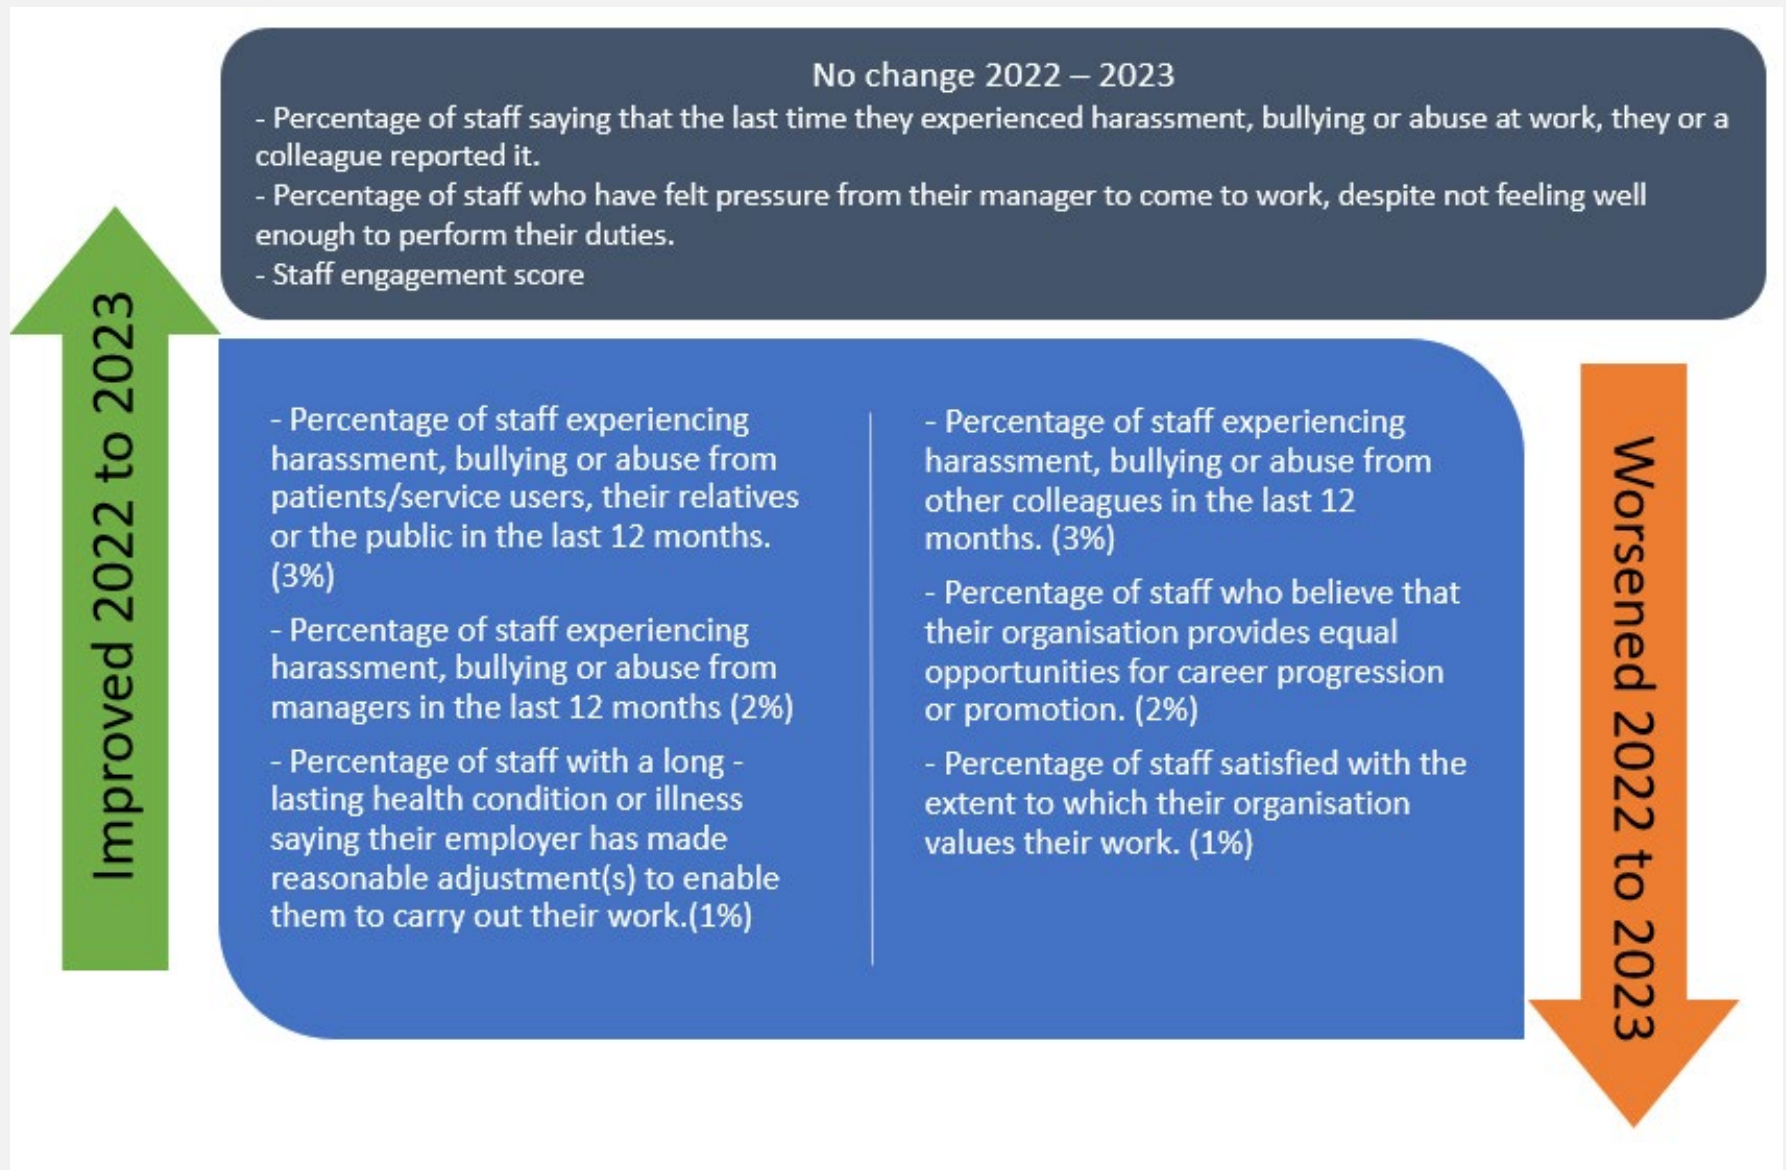 No change 2022 – 2023
- Percentage of staff saying that the last time they experienced harassment, bullying or abuse at work, they or a
colleague reported it.
- Percentage of staff who have felt pressure from their manager to come to work, despite not feeling well
enough to perform their duties.
- Staff engagement score
Improved 2022 to 2023
- Percentage of staff experiencing
harassment, bullying or abuse from
patients/service users, their relatives
or the public in the last 12 months.
(3%)
- Percentage of staff experiencing
harassment, bullying or abuse from
managers in the last 12 months (2%)
- Percentage of staff with a long -
lasting health condition or illness
saying their employer has made
reasonable adjustment(s) to enable
them to carry out their work.(1%)
- Percentage of staff experiencing
harassment, bullying or abuse from
other colleagues in the last 12
months. (3%)
- Percentage of staff who believe that
their organisation provides equal
opportunities for career progression
or promotion. (2%)
- Percentage of staff satisfied with the
extent to which their organisation
values their work. (1%)
Worsened 2022 to 2023